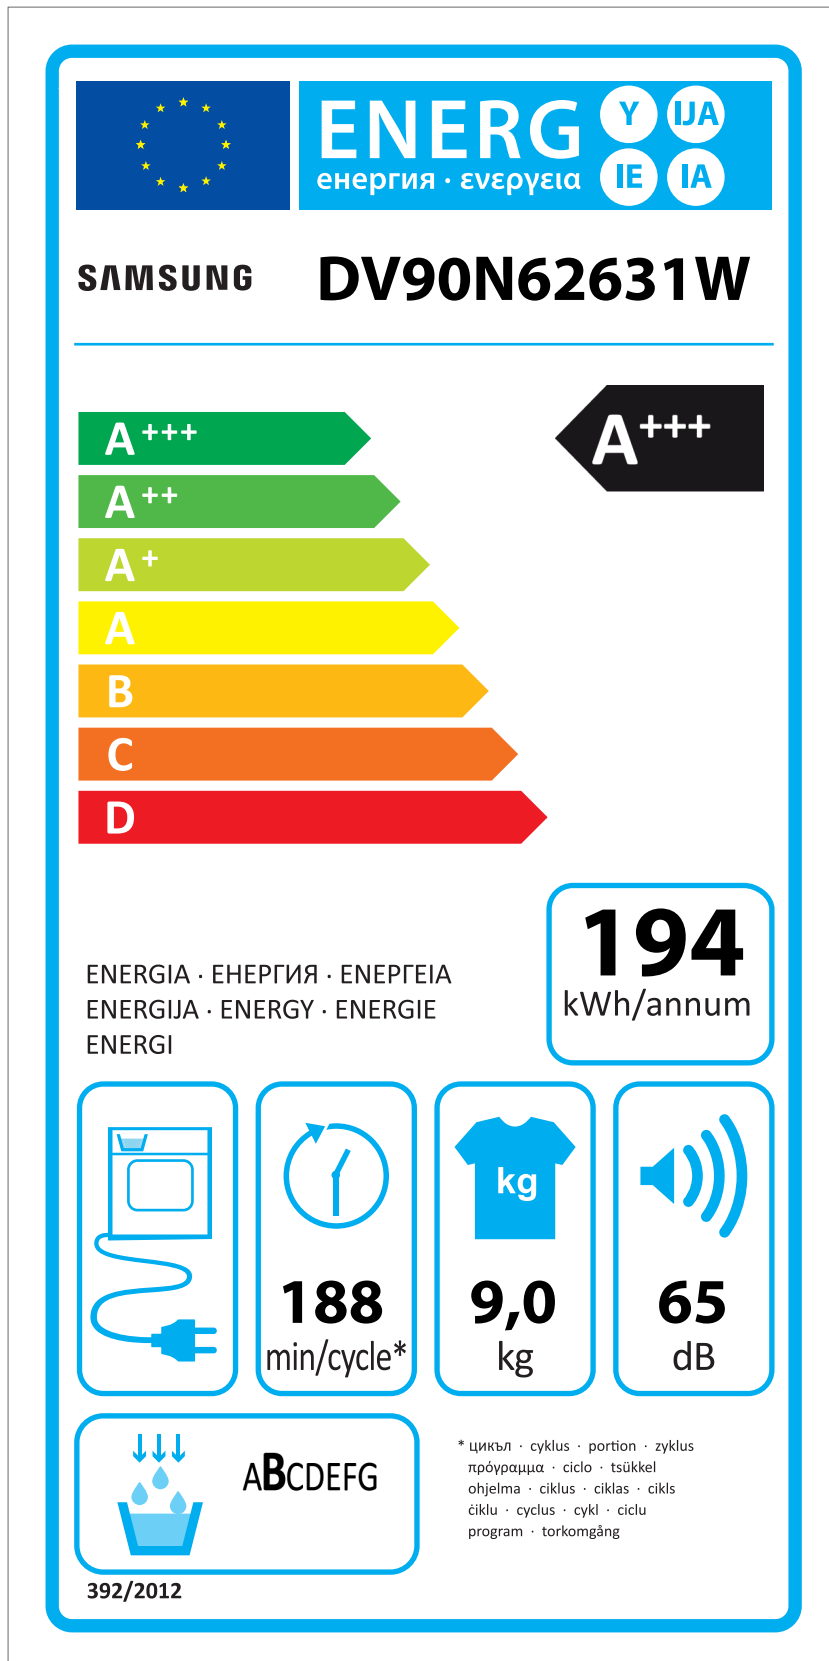 ENERG Y IJA
енергия · ενεργεια IE IA
SAMSUNG DV90N62631W
A+++
A+++
A++
A+
A
B
C
D
194
kWh/annum
ENERGIA · ЕНЕРГИЯ · ΕΝΕΡΓΕΙΑ
ENERGIJA · ENERGY · ENERGIE
ENERGI
kg
188
min/cycle*
9,0
kg
65
dB
ABCDEFG
* цикъл · cyklus · portion · zyklus
πρόγραμμα · ciclo · tsükkel
ohjelma · ciklus · ciklas · cikls
ċiklu · cyclus · cykl · ciclu
program · torkomgång
392/2012